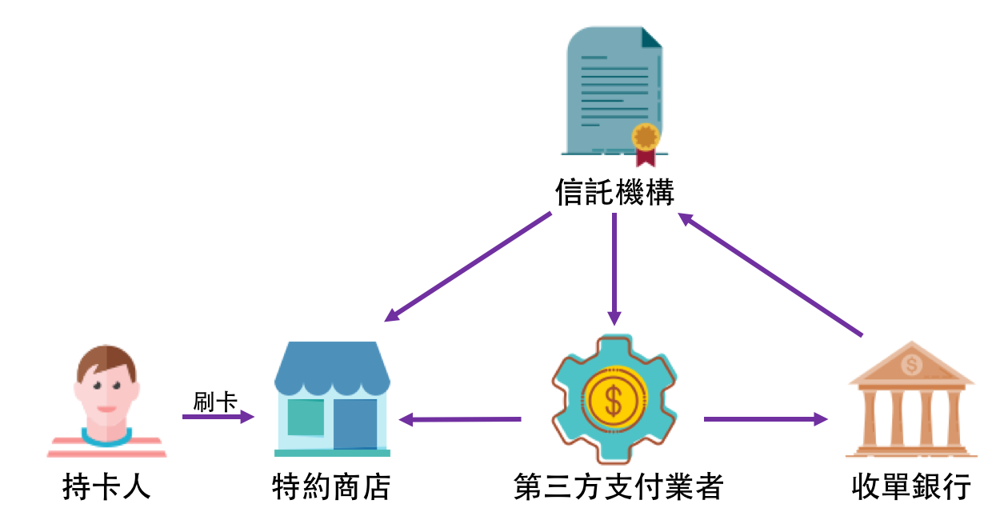 信託機構
刷卡
持卡人
特約商店
第三方支付業者
收單銀行